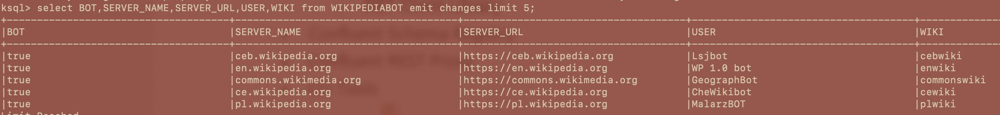 ksql> select BOT,SERVER_NAME,SERVER_URL,USER,WIKI from WIKIPEDIABOT emit changes limit 5;
|BOT |SERVER_NAME |SERVER_URL |USER |WIKI
|true |ceb.wikipedia.org |https://ceb.wikipedia.org |Lsjbot |cebwiki
|true |en.wikipedia.org |https://en.wikipedia.org |WP 1.0 bot |enwiki
|true |commons.wikimedia.org |https://commons.wikimedia.org |GeographBot |commonswiki
|true |ce.wikipedia.org |https://ce.wikipedia.org |CheWikibot |cewiki
|true |pl.wikipedia.org |https://pl.wikipedia.org |MalarzBOT |plwiki
Limit Reached